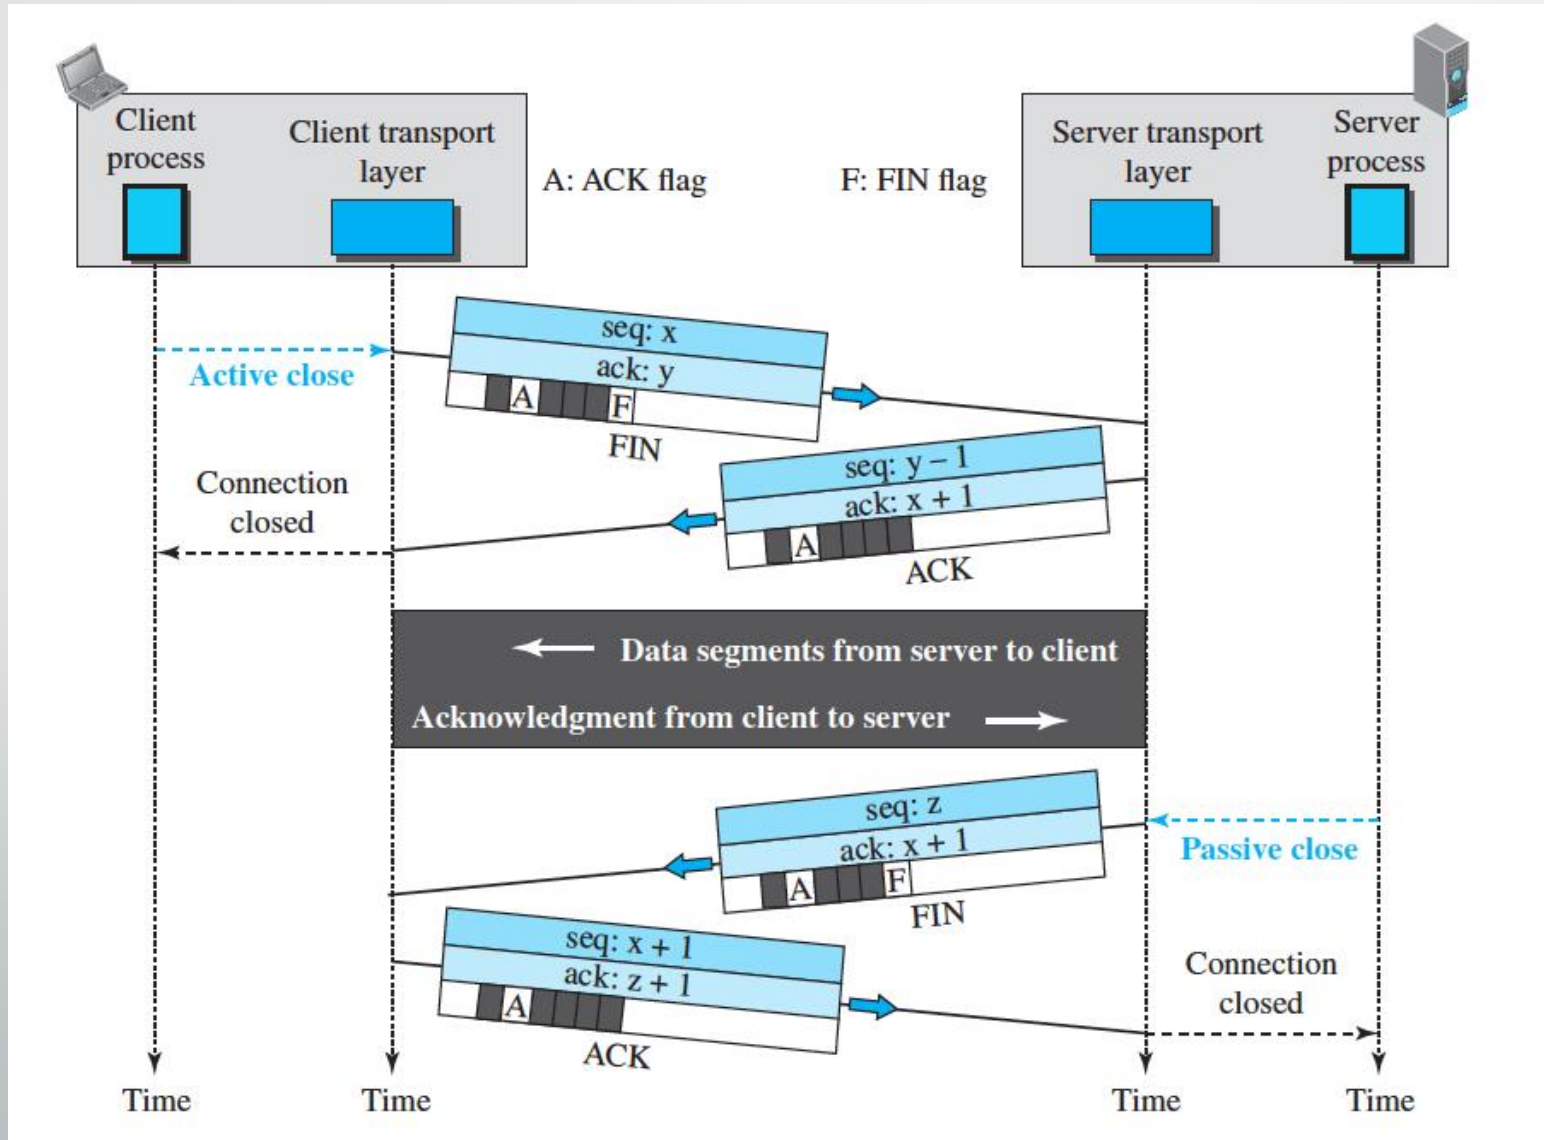 Client
process
Client transport
layer
A: ACK flag
F: FIN flag
Server transport
layer
Server
process
Active close
seq: x
ack: y
A
F
FIN
seq: y – 1
ack: x + 1
A
ACK
Connection
closed
Data segments from server to client
Acknowledgment from client to server
Passive close
seq: z
ack: x + 1
A
F
FIN
seq: x + 1
ack: z + 1
A
ACK
Connection
closed
Time
Time
Time
Time